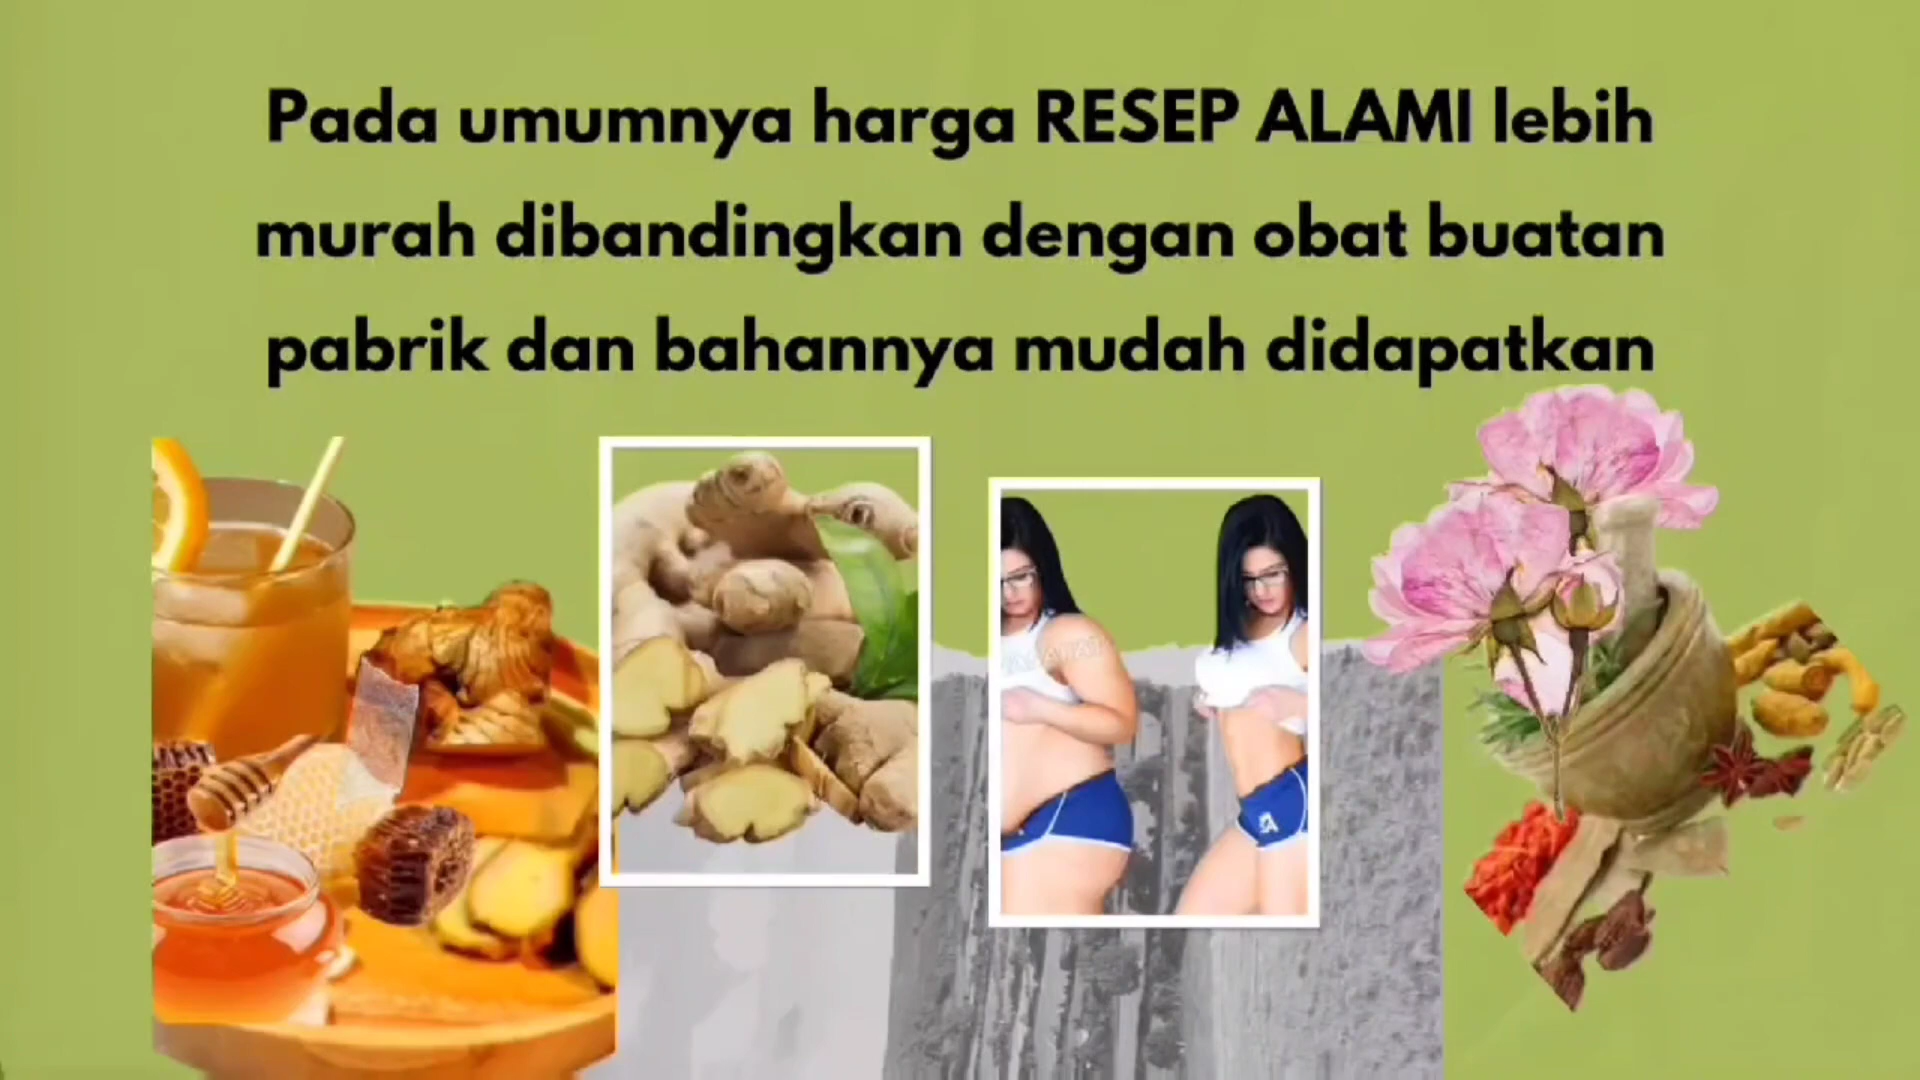 Pada umumnya harga RESEP ALAMI lebih
murah dibandingkan dengan obat buatan
pabrik dan bahannya mudah didapatkan